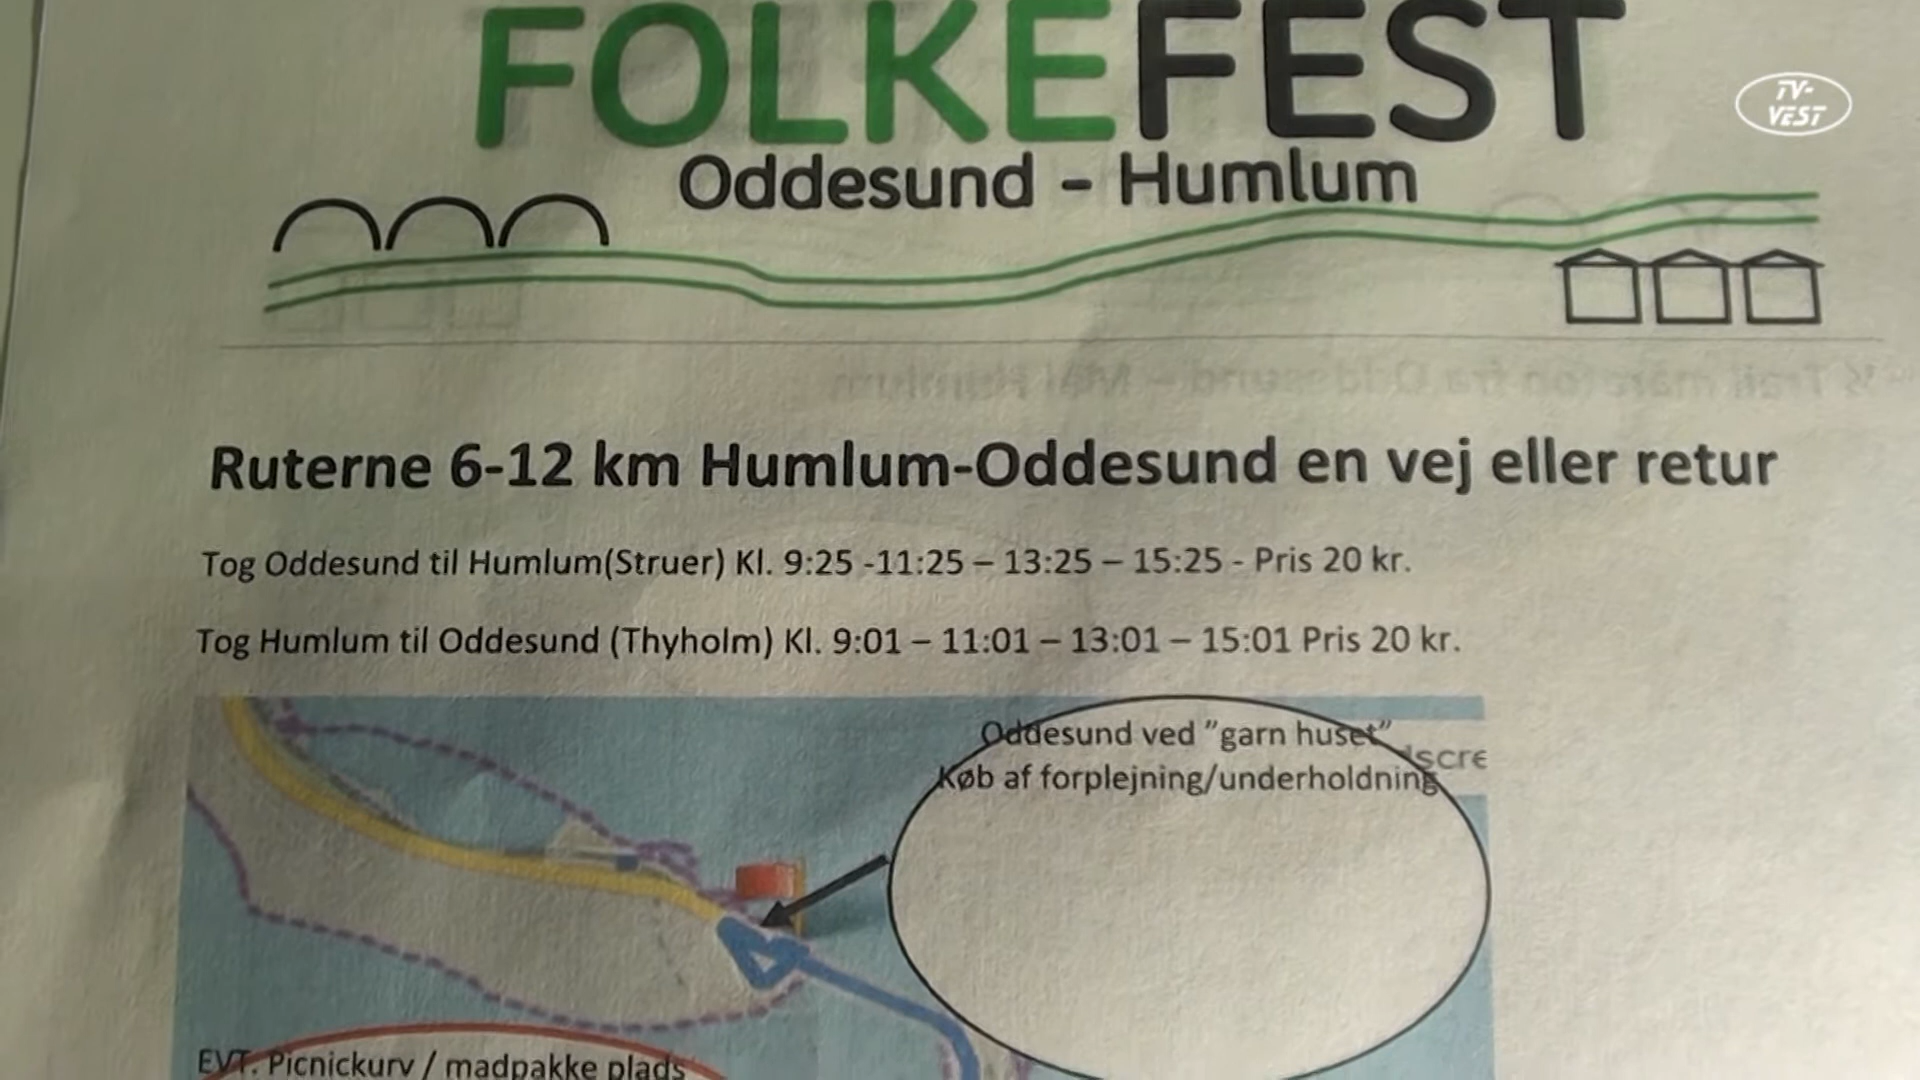 FOLKEFEST
TV-
VEST
Oddesund - Humlum
Ruterne 6-12 km Humlum-Oddesund en vej eller retur
Tog Oddesund til Humlum(Struer) Kl. 9:25 -11:25 – 13:25 – 15:25 - Pris 20 kr.
Tog Humlum til Oddesund (Thyholm) Kl. 9:01 – 11:01 – 13:01 – 15:01 Pris 20 kr.
Oddesund ved ”garn huset”
Køb af forplejning/underholdning
EVT. Picnickurv / madpakke plads